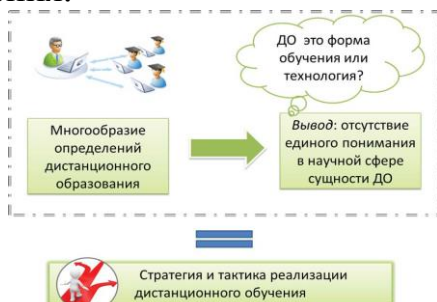 ДО это форма
обучения или
технология?
Многообразие
определений
дистанционного
образования
Вывод: отсутствие
единого понимания
в научной сфере
сущности ДО
Стратегия и тактика реализации
дистанционного обучения